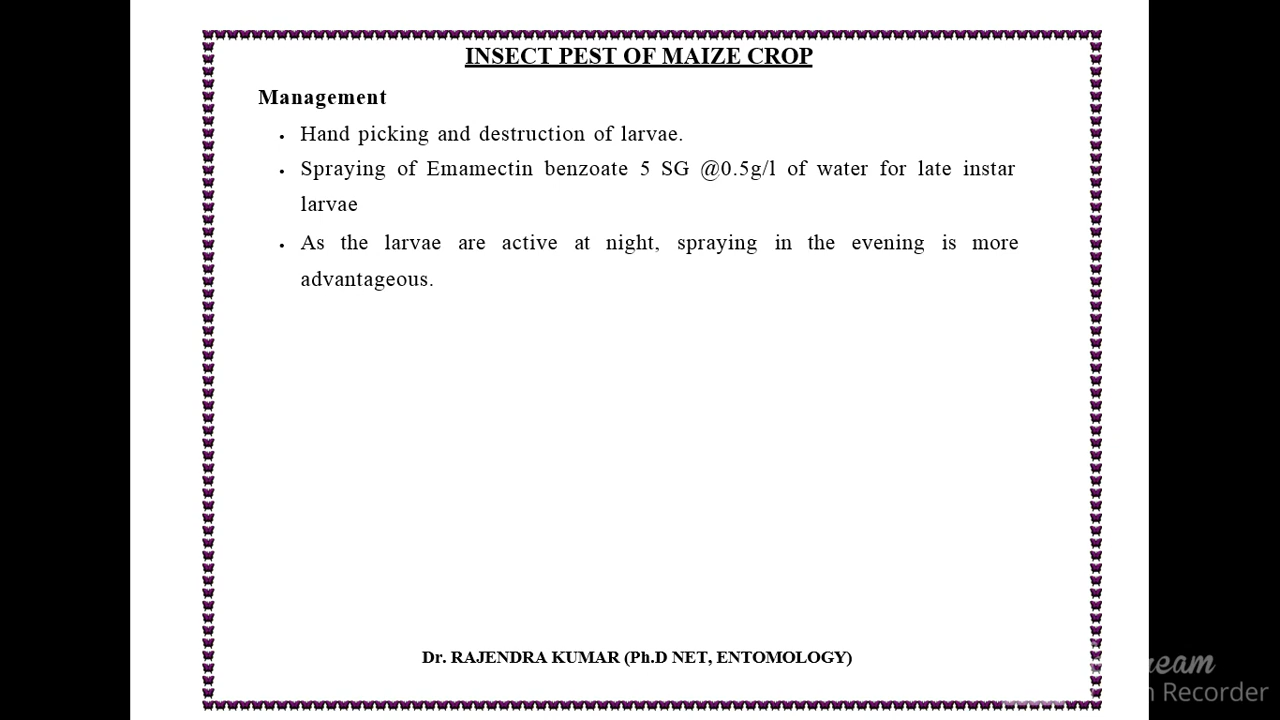 INSECT PEST OF MAIZE CROP
Management
• Hand picking and destruction of larvae.
• Spraying of Emamectin benzoate 5 SG @0.5g/l of water for late instar
larvae
• As the larvae are active at night, spraying in the evening is more
advantageous.
Dr. RAJENDRA KUMAR (Ph.D NET, ENTOMOLOGY)
Recorder